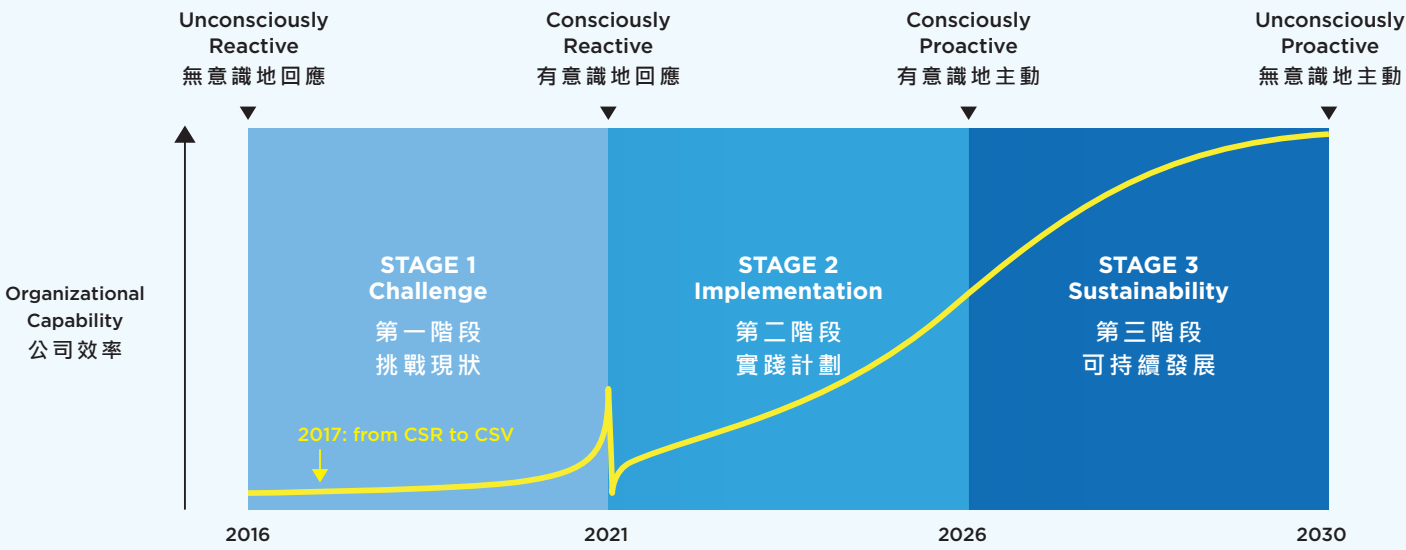 Unconsciously
Reactive
無意識地回應
Consciously
Reactive
有意識地回應
Consciously
Proactive
有意識地主動
Unconsciously
Proactive
無意識地主動
Organizational
Capability
公司效率
STAGE 1
Challenge
第一階段
挑戰現狀
2017: from CSR to CSV
STAGE 2
Implementation
第二階段
實踐計劃
STAGE 3
Sustainability
第三階段
可持續發展
2016
2021
2026
2030